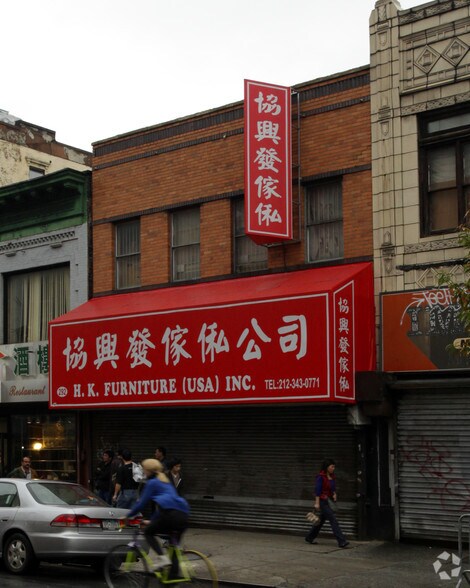 協興發傢俬
協興發傢俬公司
H. K. FURNITURE (USA) INC.
TEL:212-343-0771
292
協興發傢俬
酒樓
Restaurant